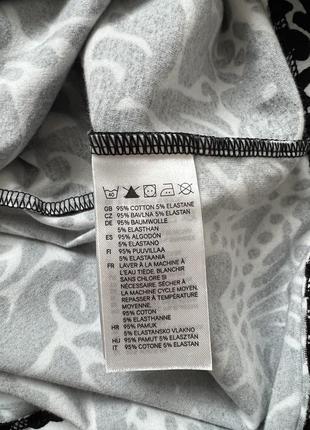 40
GB 95% COTTON 5% ELASTANE
CZ 95% BAVLNA 5% ELASTAN
DE 95% BAUMWOLLE
5% ELASTHAN
ES 95% ALGODÓN
5% ELASTANO
FI 95% PUUVILLAA
5% ELASTAANIA
FR LAVER À LA MACHINE À
L'EAU TIÈDE, BLANCHIR
SANS CHLORE SI
NÉCESSAIRE, SÉCHER À
LA MACHINE CYCLE MOYEN,
REPASSER À TEMPÉRATURE
MOYENNE.
95% COTON
5% ELASTHANNE
HR 95% PAMUK
5% ELASTANSKO VLAKNO
HU 95% PAMUT 5% ELASZTÁN
IT 95% COTONE 5% ELASTAN